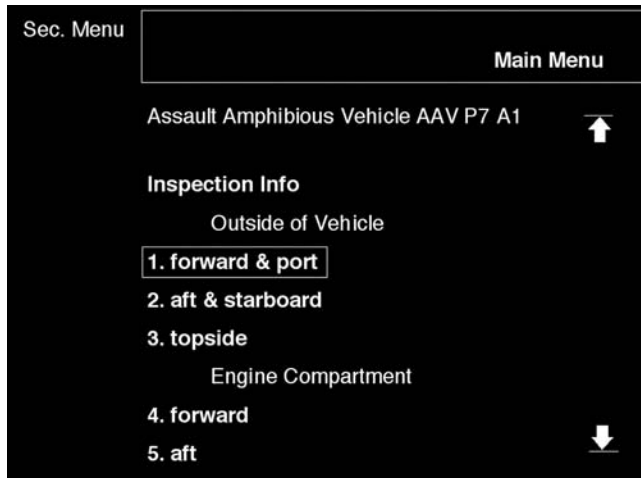 Sec. Menu
Main Menu
Assault Amphibious Vehicle AAV P7 A1
Inspection Info
Outside of Vehicle
1. forward & port
2. aft & starboard
3. topside
Engine Compartment
4. forward
5. aft